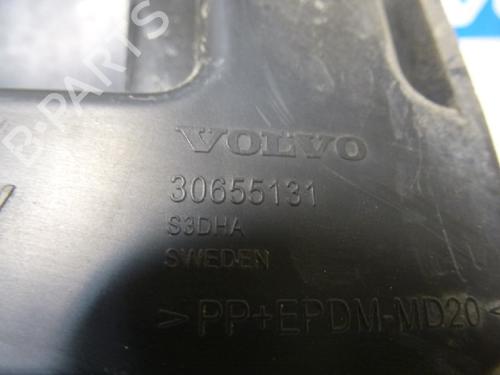 B-PARTS
VOLVO
30655131
S3DHA
SWEDEN
>PP+EPDM-MD20<